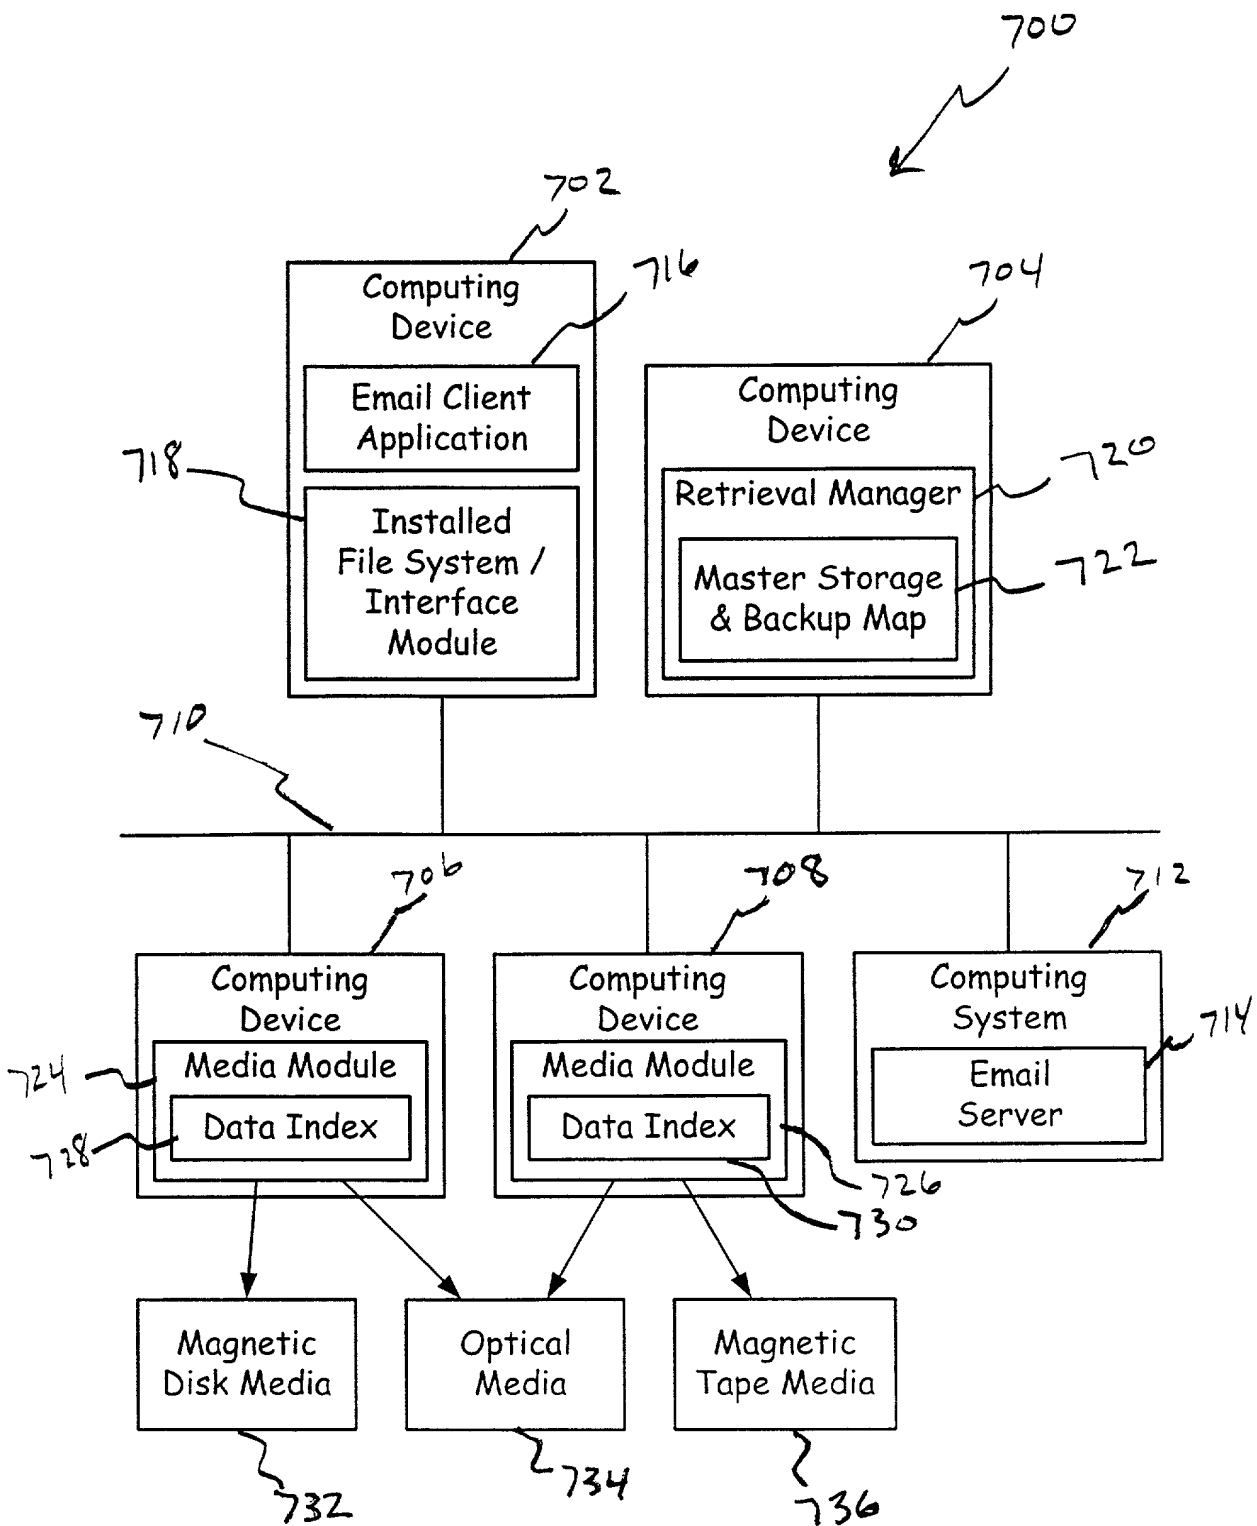 700
702
716
704
Computing
Device
Email Client
Application
718
Installed
File System /
Interface
Module
Computing
Device
720
Retrieval Manager
722
Master Storage
& Backup Map
710
706
708
712
Computing
Device
Media Module
724
Data Index
728
Computing
Device
Media Module
Data Index
726
730
Computing
System
714
Email
Server
Magnetic
Disk Media
Optical
Media
Magnetic
Tape Media
732
734
736